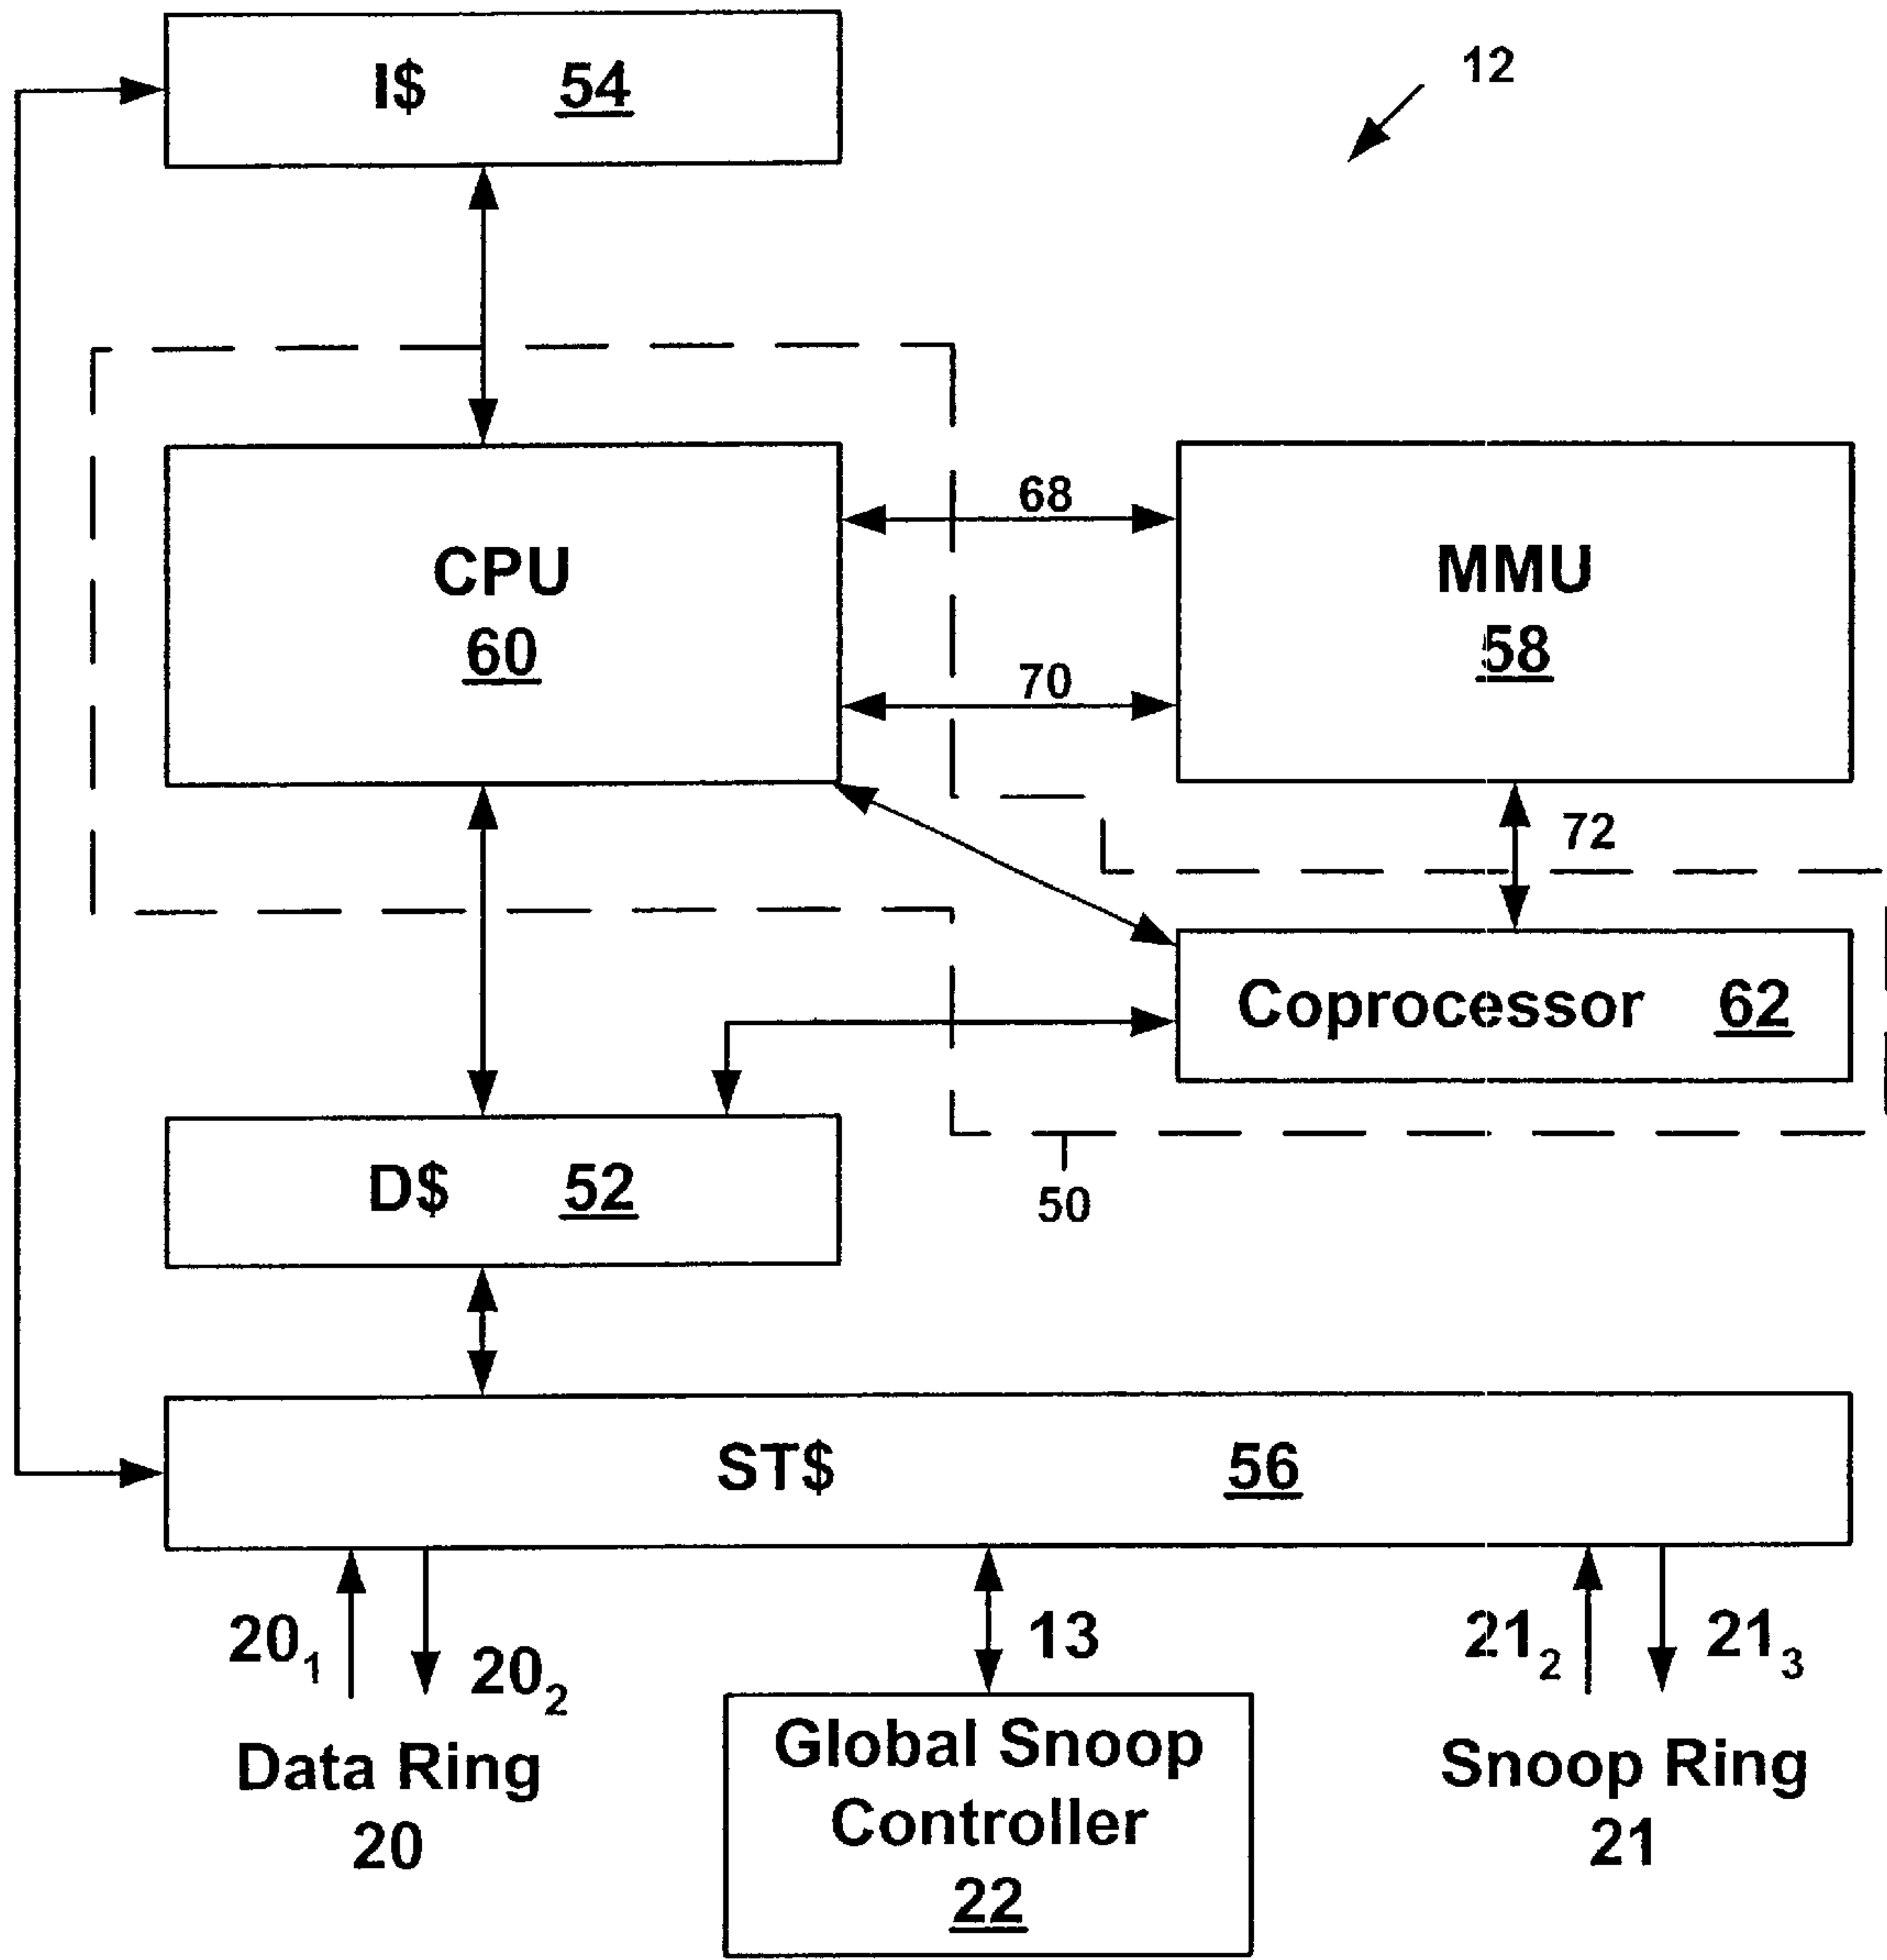 I$ 54
12
CPU
60
68
70
MMU
58
72
Coprocessor 62
D$ 52
50
ST$ 56
20₁
20₂
Data Ring
20
13
Global Snoop
Controller
22
21₂
21₃
Snoop Ring
21